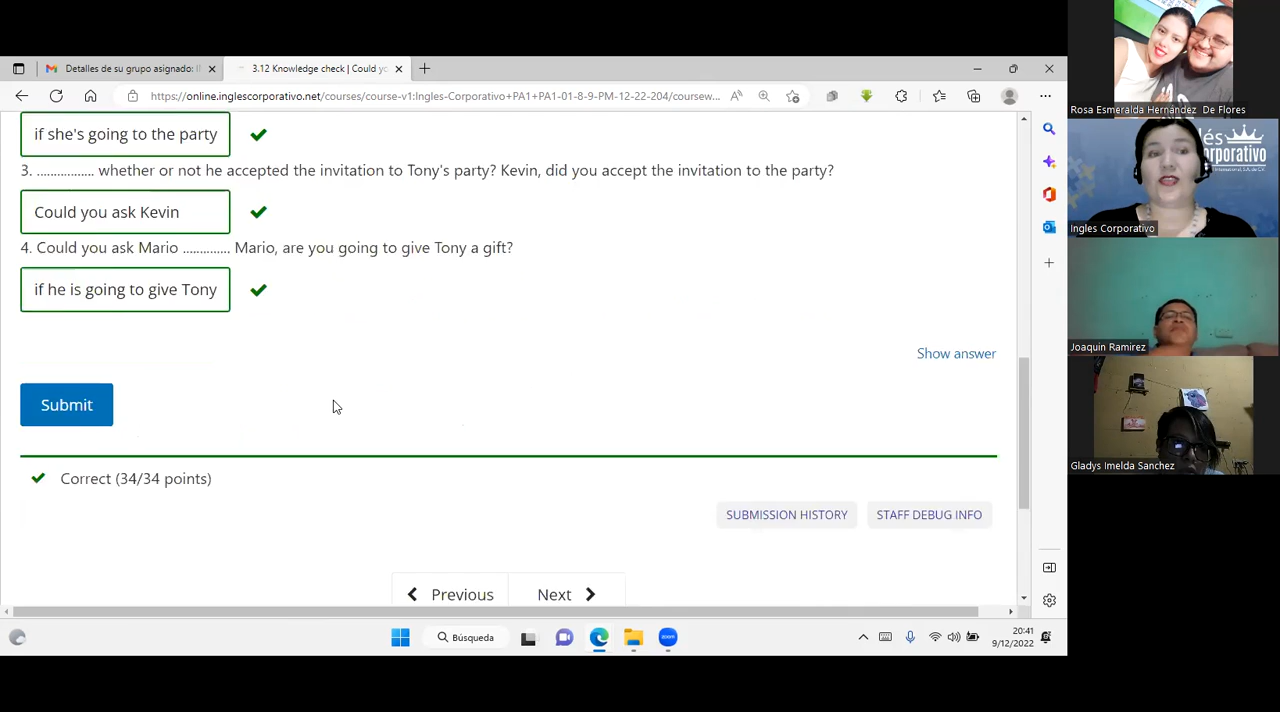 Detalles de su grupo asignado: I
3.12 Knowledge check | Could yo
https://online.inglescorporativo.net/courses/course-v1:Ingles-Corporativo+PA1+PA1-01-8-9-PM-12-22-204/coursew...
if she's going to the party
3. ................ whether or not he accepted the invitation to Tony's party? Kevin, did you accept the invitation to the party?
Could you ask Kevin
4. Could you ask Mario ............. Mario, are you going to give Tony a gift?
if he is going to give Tony
Show answer
Submit
Correct (34/34 points)
SUBMISSION HISTORY
STAFF DEBUG INFO
Previous
Next
Búsqueda
zoom
20:41
9/12/2022
Rosa Esmeralda Hernández De Flores
lés
orporativo
International, S.A. de C.V.
Ingles Corporativo
Joaquin Ramirez
Gladys Imelda Sanchez